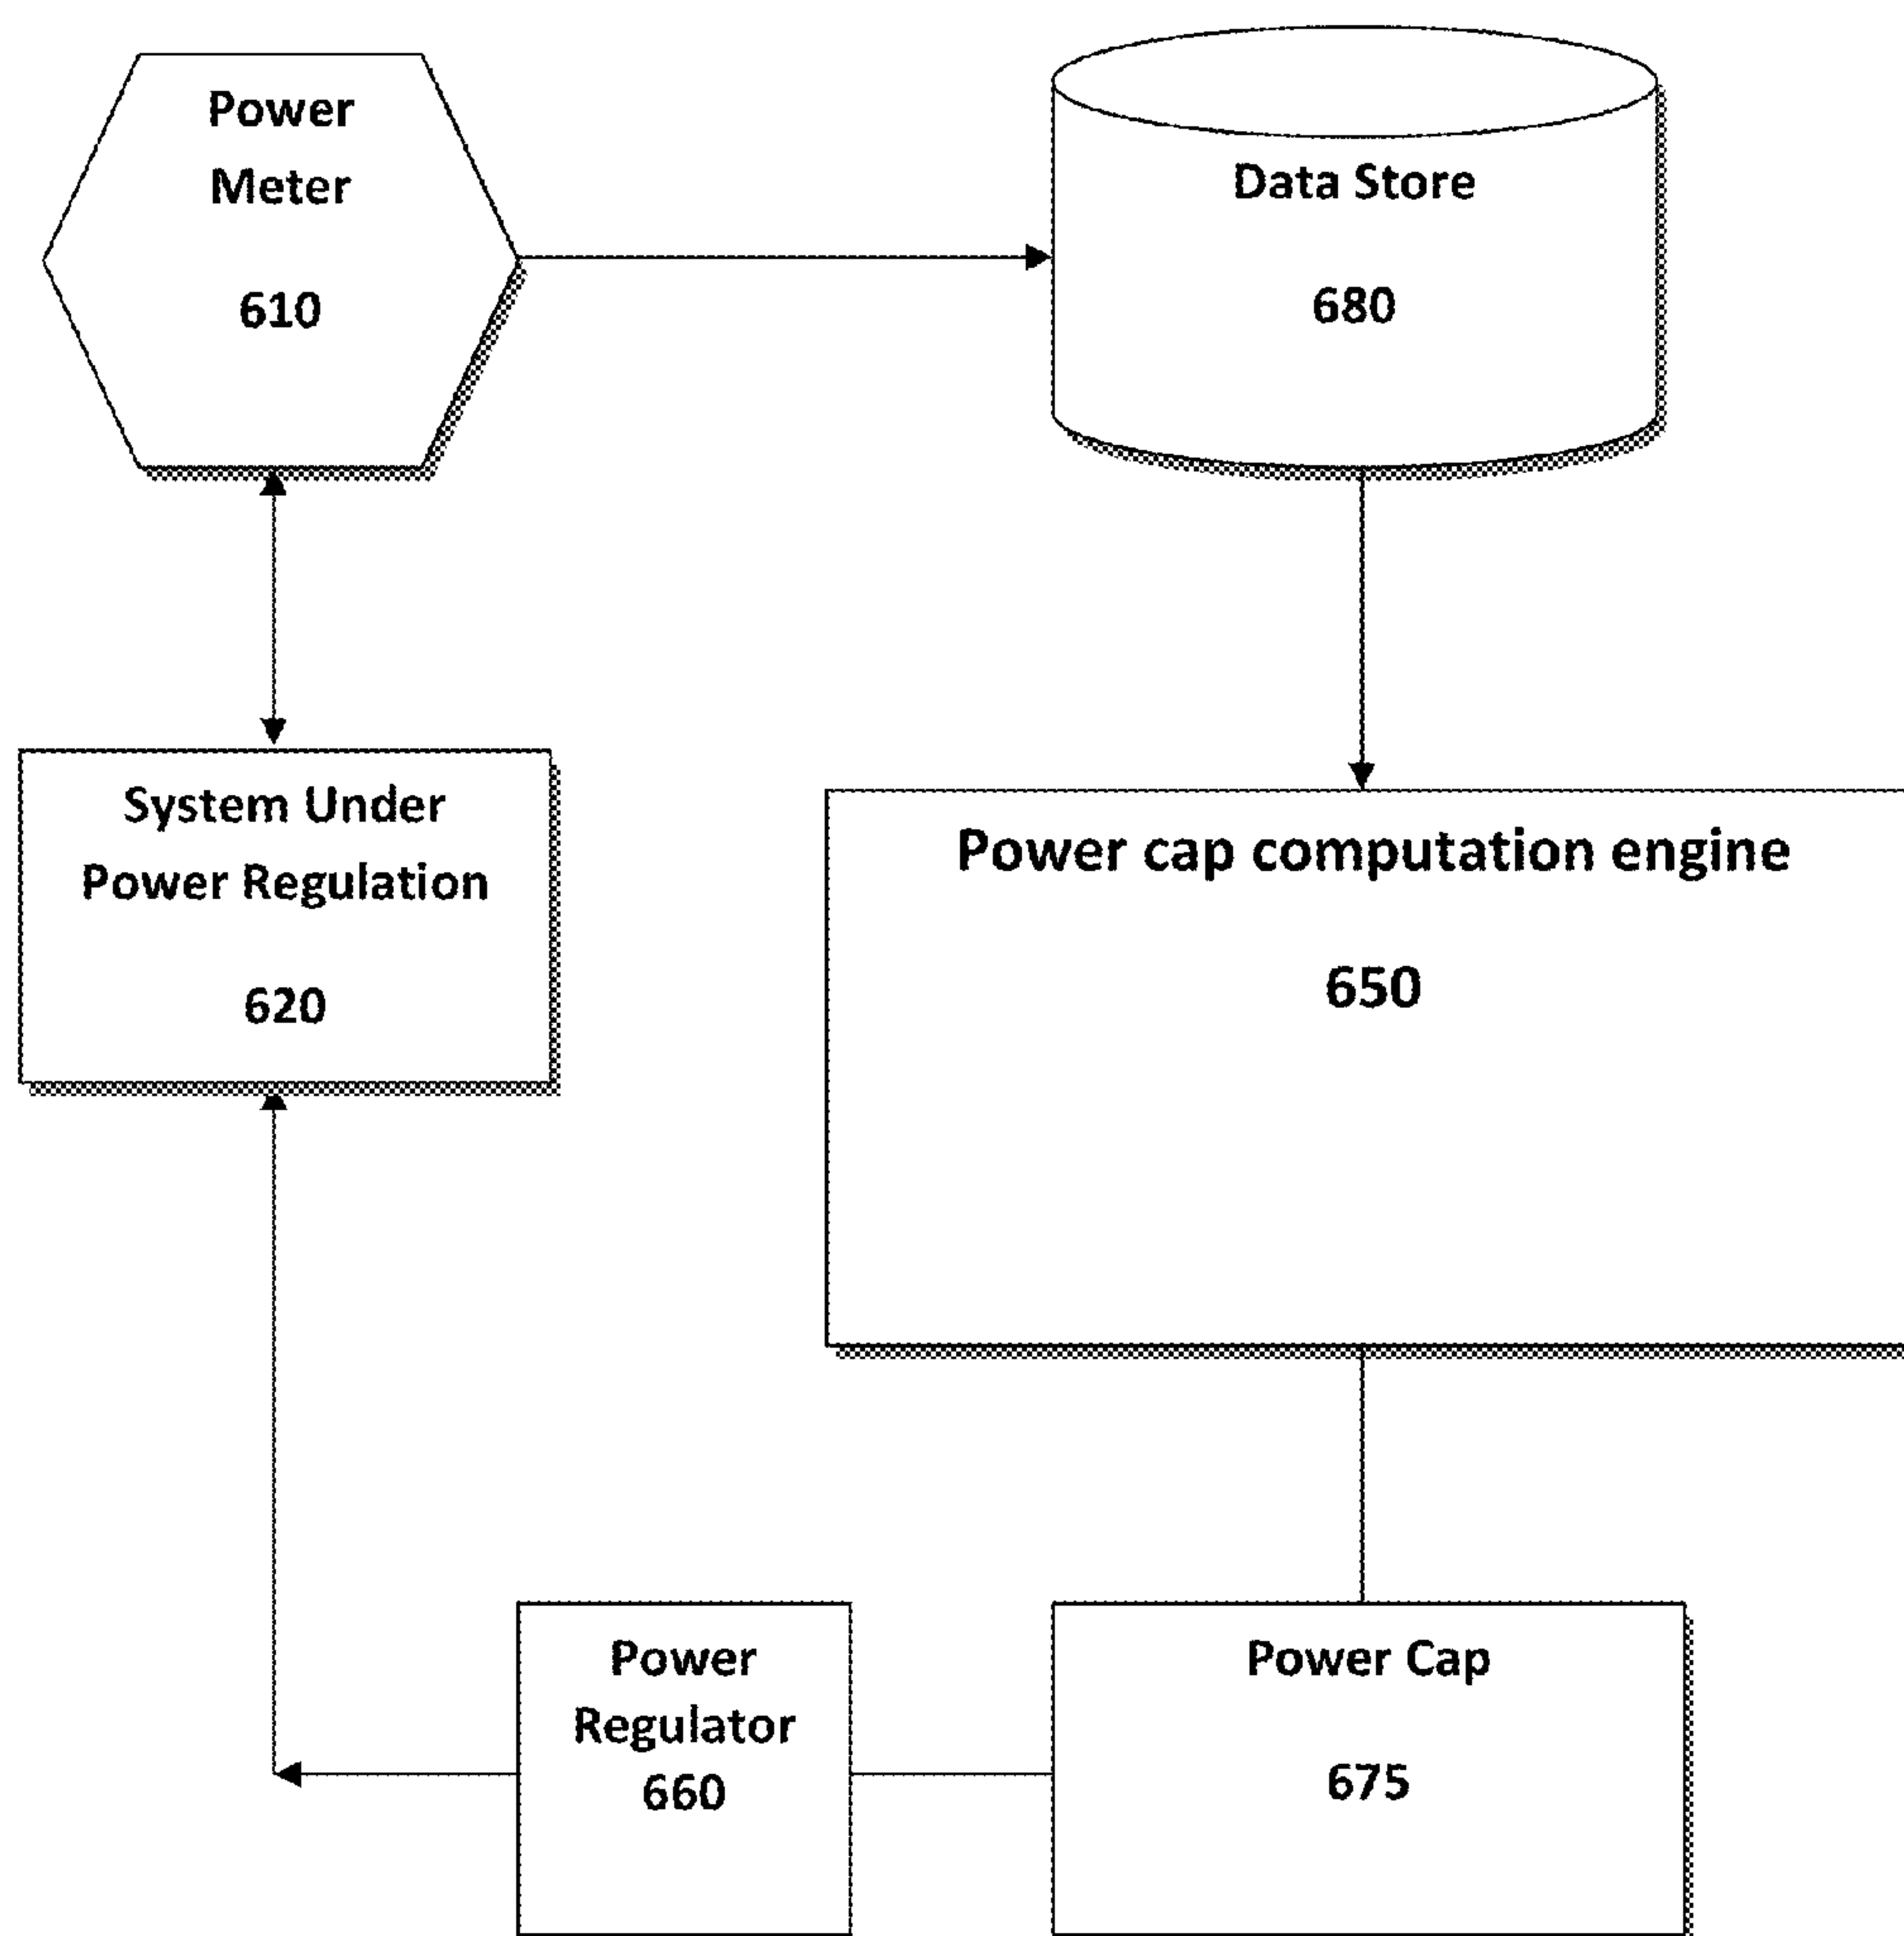 Power
Meter
610
Data Store
680
System Under
Power Regulation
620
Power cap computation engine
650
Power
Regulator
660
Power Cap
675